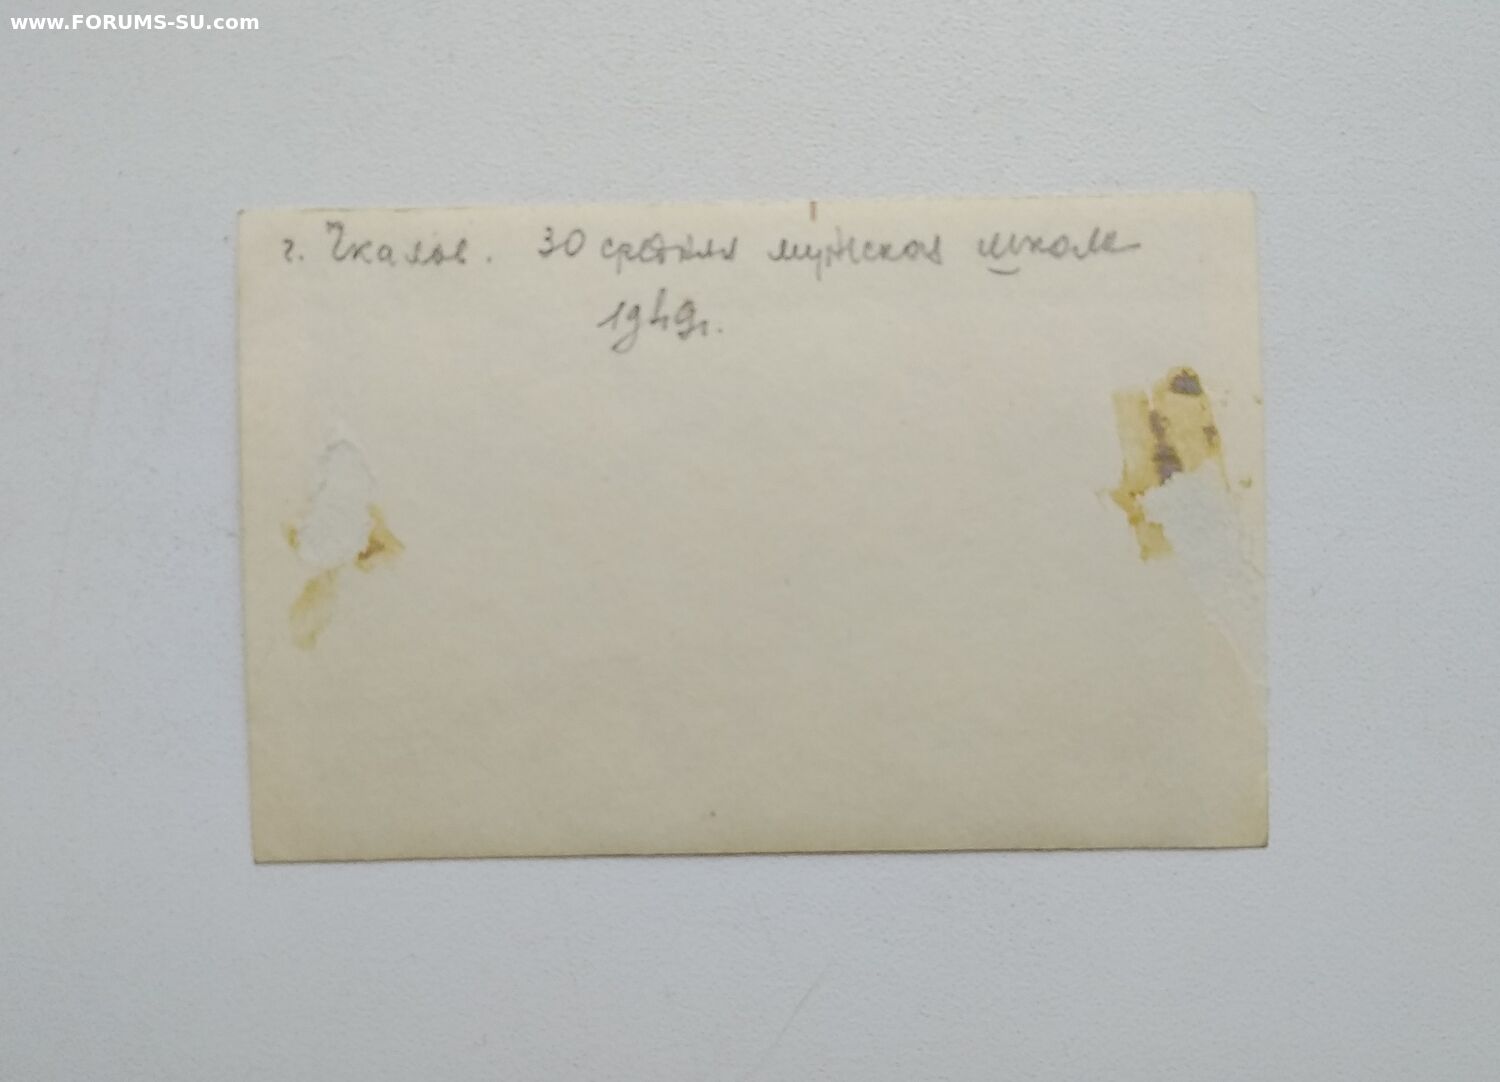 www.FORUMS-SU.com
г. Чкалов. 30 средняя мужская школа
1949г.